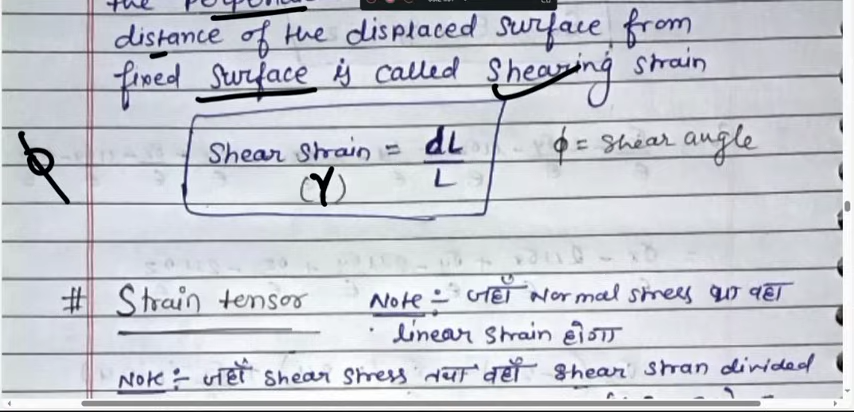 the
distance of the displaced surface from
fixed surface is called shearing strain
Shear strain = dL/L
(γ)
ϕ = shear angle
ϕ
# Strain tensor
Note ÷ जहाँ Normal stress था वहा
linear strain होगा
Note ÷ जहाँ shear stress वहाँ shear stran divided